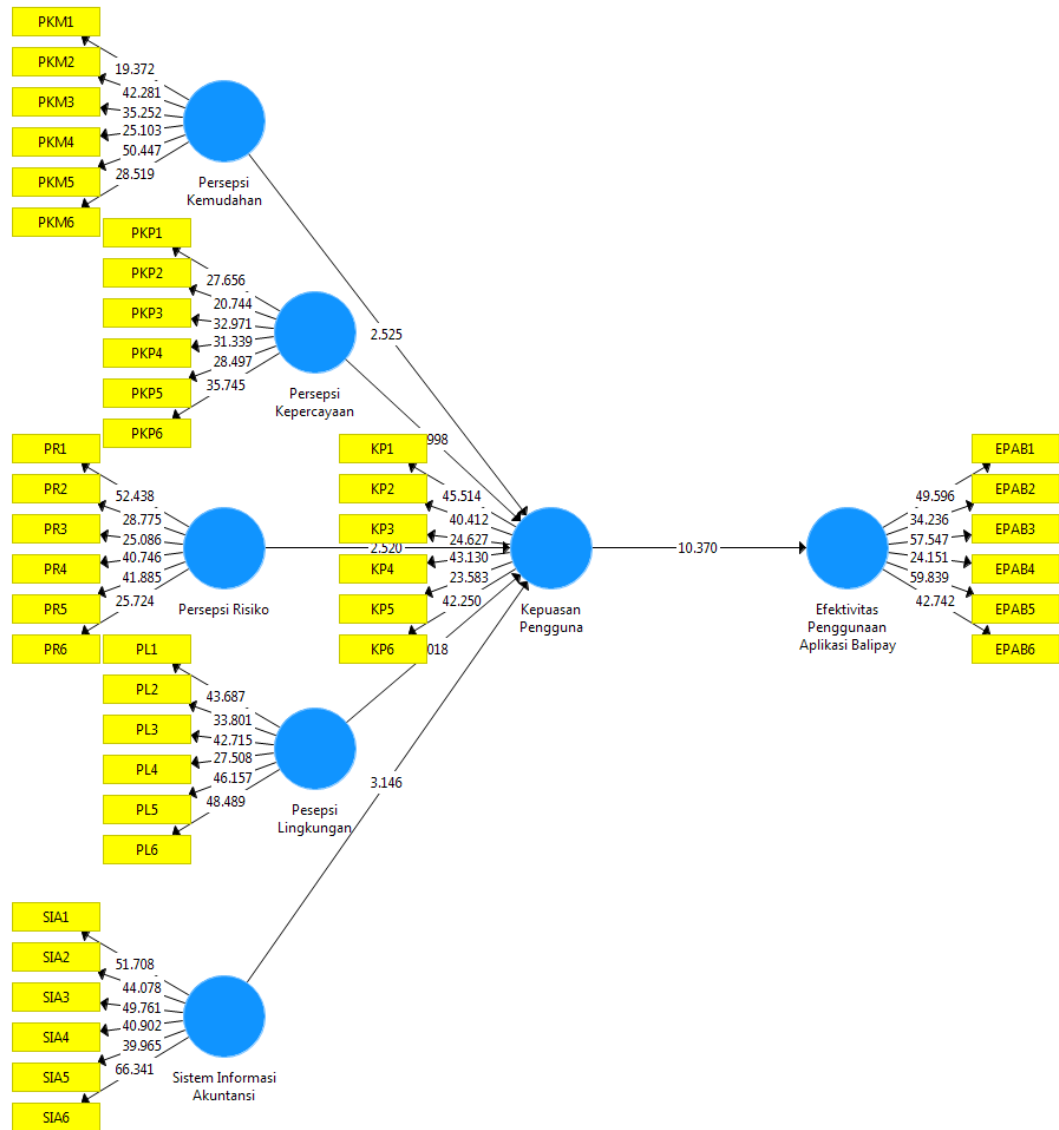 PKM1
PKM2
PKM3
PKM4
PKM5
PKM6
19.372
42.281
35.252
25.103
50.447
28.519
Persepsi
Kemudahan
2.525
PKP1
PKP2
PKP3
PKP4
PKP5
PKP6
27.656
20.744
32.971
31.339
28.497
35.745
Persepsi
Kepercayaan
PR1
PR2
PR3
PR4
PR5
PR6
52.438
28.775
25.086
40.746
41.885
25.724
Persepsi Risiko
2.520
KP1
KP2
KP3
KP4
KP5
KP6
998
45.514
40.412
24.627
43.130
23.583
42.250
018
Kepuasan
Pengguna
10.370
Efektivitas
Penggunaan
Aplikasi Balipay
49.596
34.236
57.547
24.151
59.839
42.742
EPAB1
EPAB2
EPAB3
EPAB4
EPAB5
EPAB6
PL1
PL2
PL3
PL4
PL5
PL6
43.687
33.801
42.715
27.508
46.157
48.489
Pesepsi
Lingkungan
3.146
SIA1
SIA2
SIA3
SIA4
SIA5
SIA6
51.708
44.078
49.761
40.902
39.965
66.341
Sistem Informasi
Akuntansi